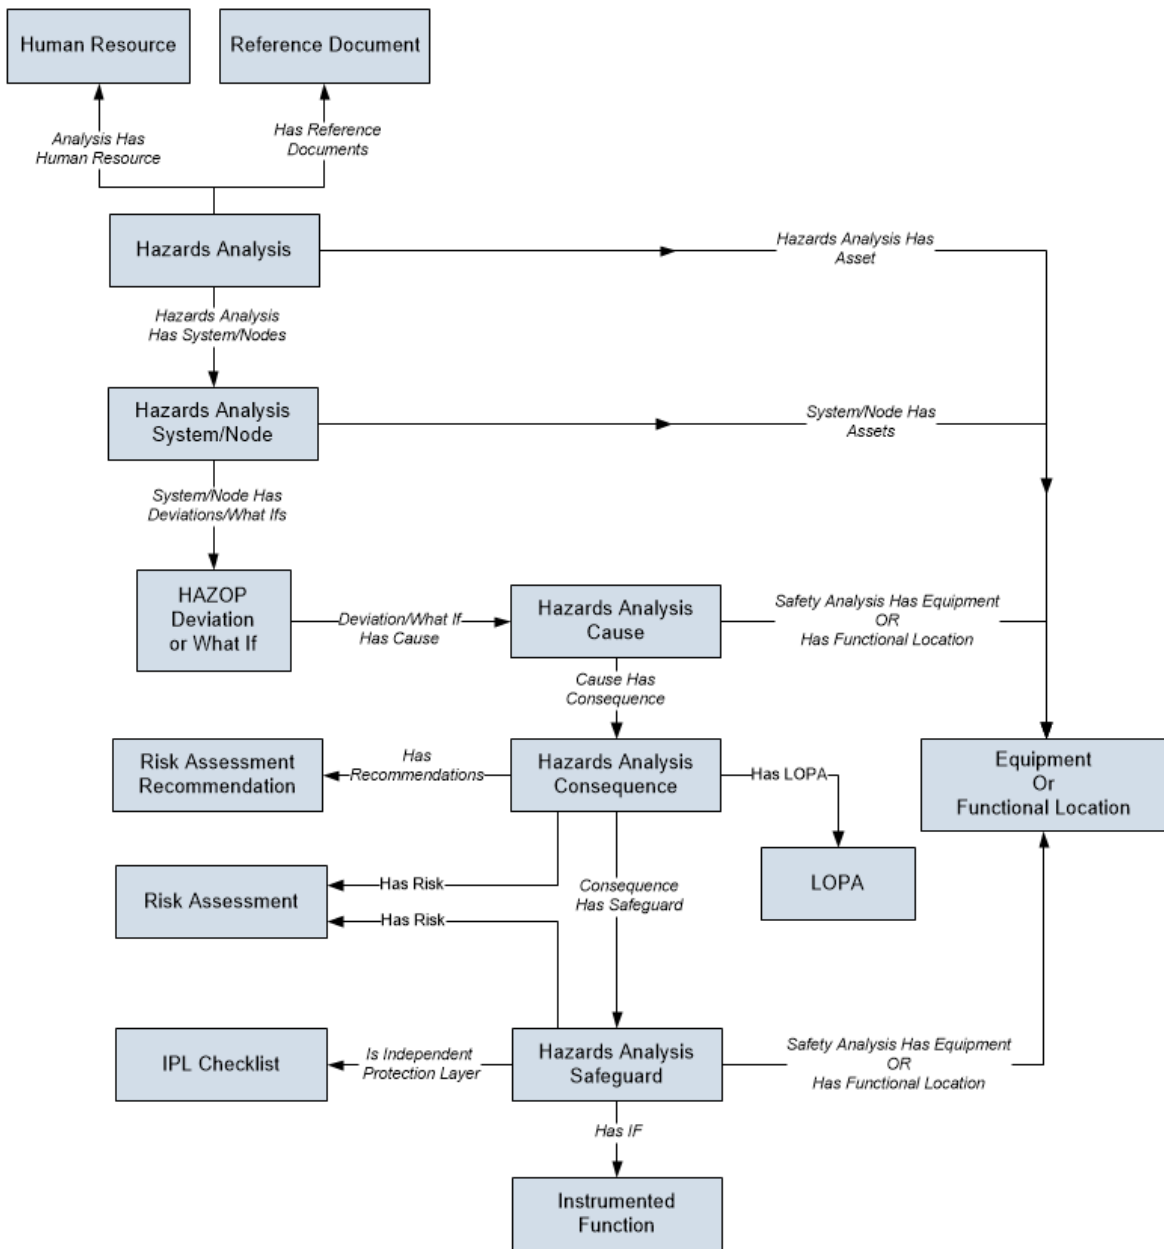 Human Resource
Reference Document
Analysis Has
Human Resource
Has Reference
Documents
Hazards Analysis
Hazards Analysis Has
Asset
Hazards Analysis
Has System/Nodes
Hazards Analysis
System/Node
System/Node Has
Assets
System/Node Has
Deviations/What Ifs
HAZOP
Deviation
or What If
Deviation/What If
Has Cause
Hazards Analysis
Cause
Safety Analysis Has Equipment
OR
Has Functional Location
Cause Has
Consequence
Risk Assessment
Recommendation
Has
Recommendations
Hazards Analysis
Consequence
Has LOPA
Equipment
Or
Functional Location
Risk Assessment
Has Risk
Has Risk
Consequence
Has Safeguard
LOPA
IPL Checklist
Is Independent
Protection Layer
Hazards Analysis
Safeguard
Safety Analysis Has Equipment
OR
Has Functional Location
Has IF
Instrumented
Function